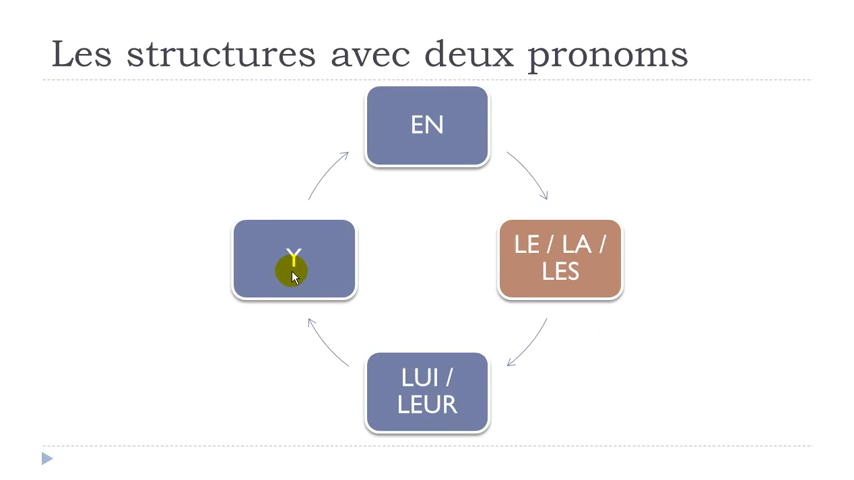 Les structures avec deux pronoms
EN
Y
LE / LA /
LES
LUI /
LEUR